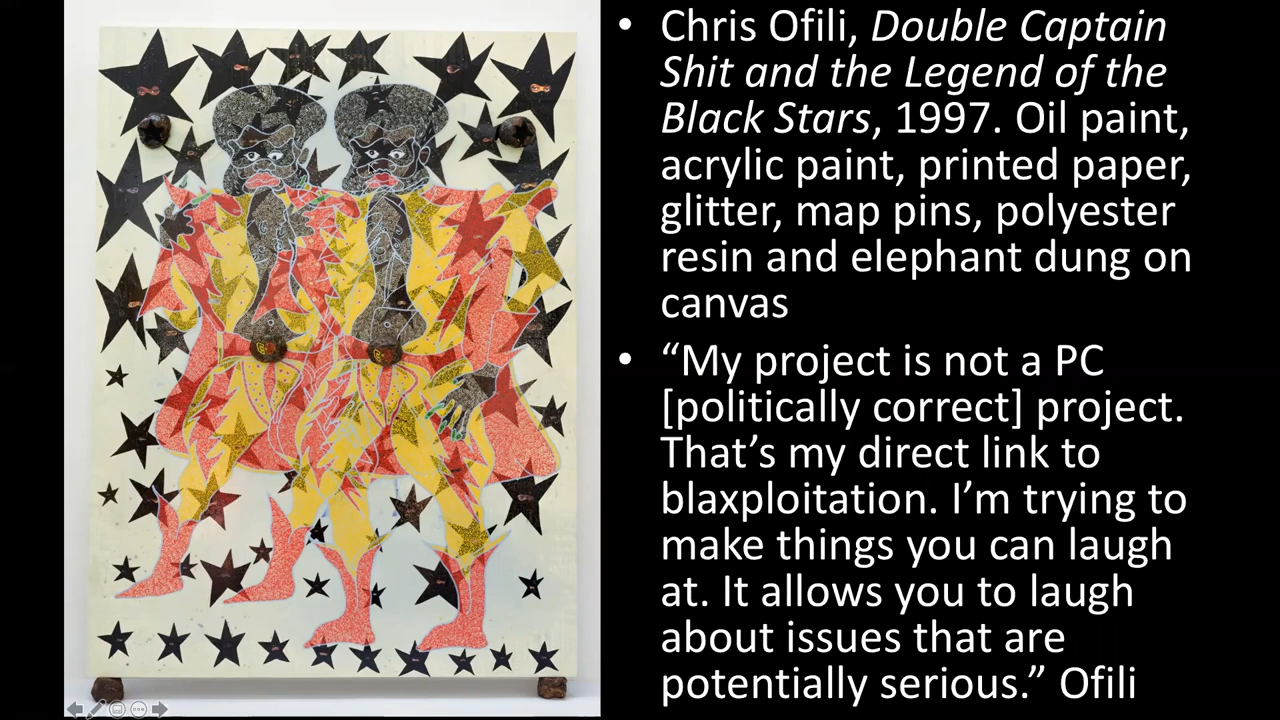 • Chris Ofili, Double Captain
Shit and the Legend of the
Black Stars, 1997. Oil paint,
acrylic paint, printed paper,
glitter, map pins, polyester
resin and elephant dung on
canvas
• “My project is not a PC
[politically correct] project.
That’s my direct link to
blaxploitation. I’m trying to
make things you can laugh
at. It allows you to laugh
about issues that are
potentially serious.” Ofili